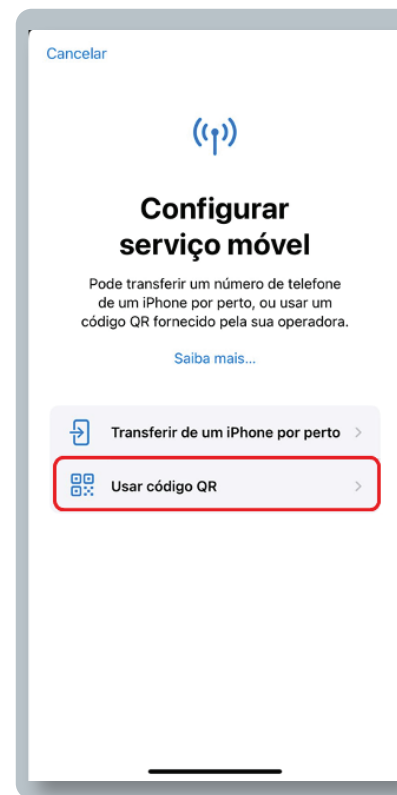 Cancelar
Configurar
serviço móvel
Pode transferir um número de telefone
de um iPhone por perto, ou usar um
código QR fornecido pela sua operadora.
Saiba mais...
Transferir de um iPhone por perto
Usar código QR